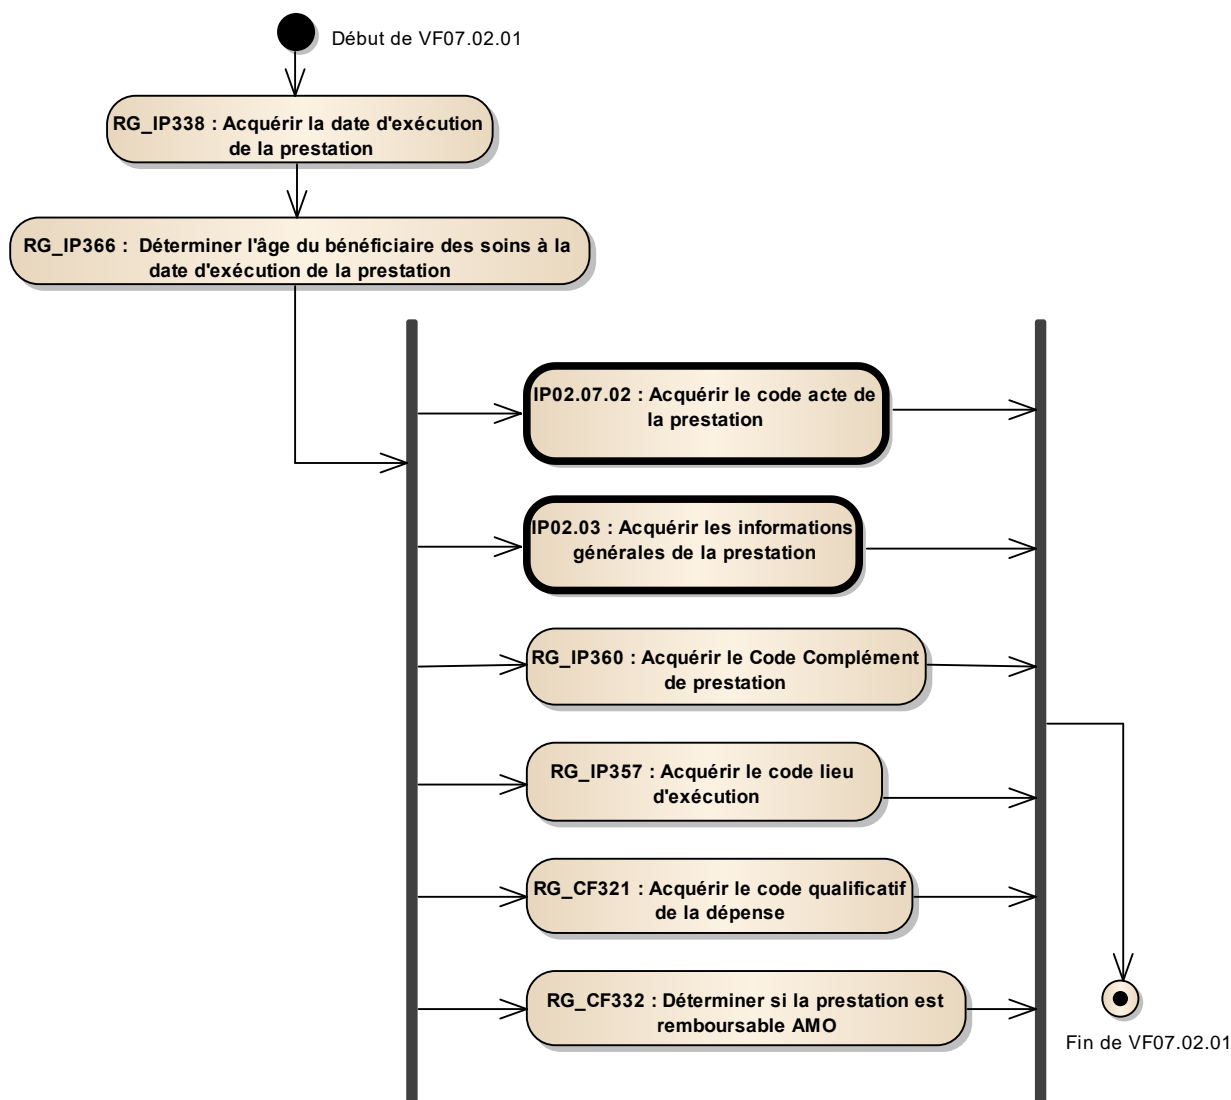 Début de VF07.02.01
RG_IP338 : Acquérir la date d'exécution
de la prestation
RG_IP366 :  Déterminer l'âge du bénéficiaire des soins à la
date d'exécution de la prestation
IP02.07.02 : Acquérir le code acte de
la prestation
IP02.03 : Acquérir les informations
générales de la prestation
RG_IP360 : Acquérir le Code Complément
de prestation
RG_IP357 : Acquérir le code lieu
d'exécution
RG_CF321 : Acquérir le code qualificatif
de la dépense
RG_CF332 : Déterminer si la prestation est
remboursable AMO
Fin de VF07.02.01